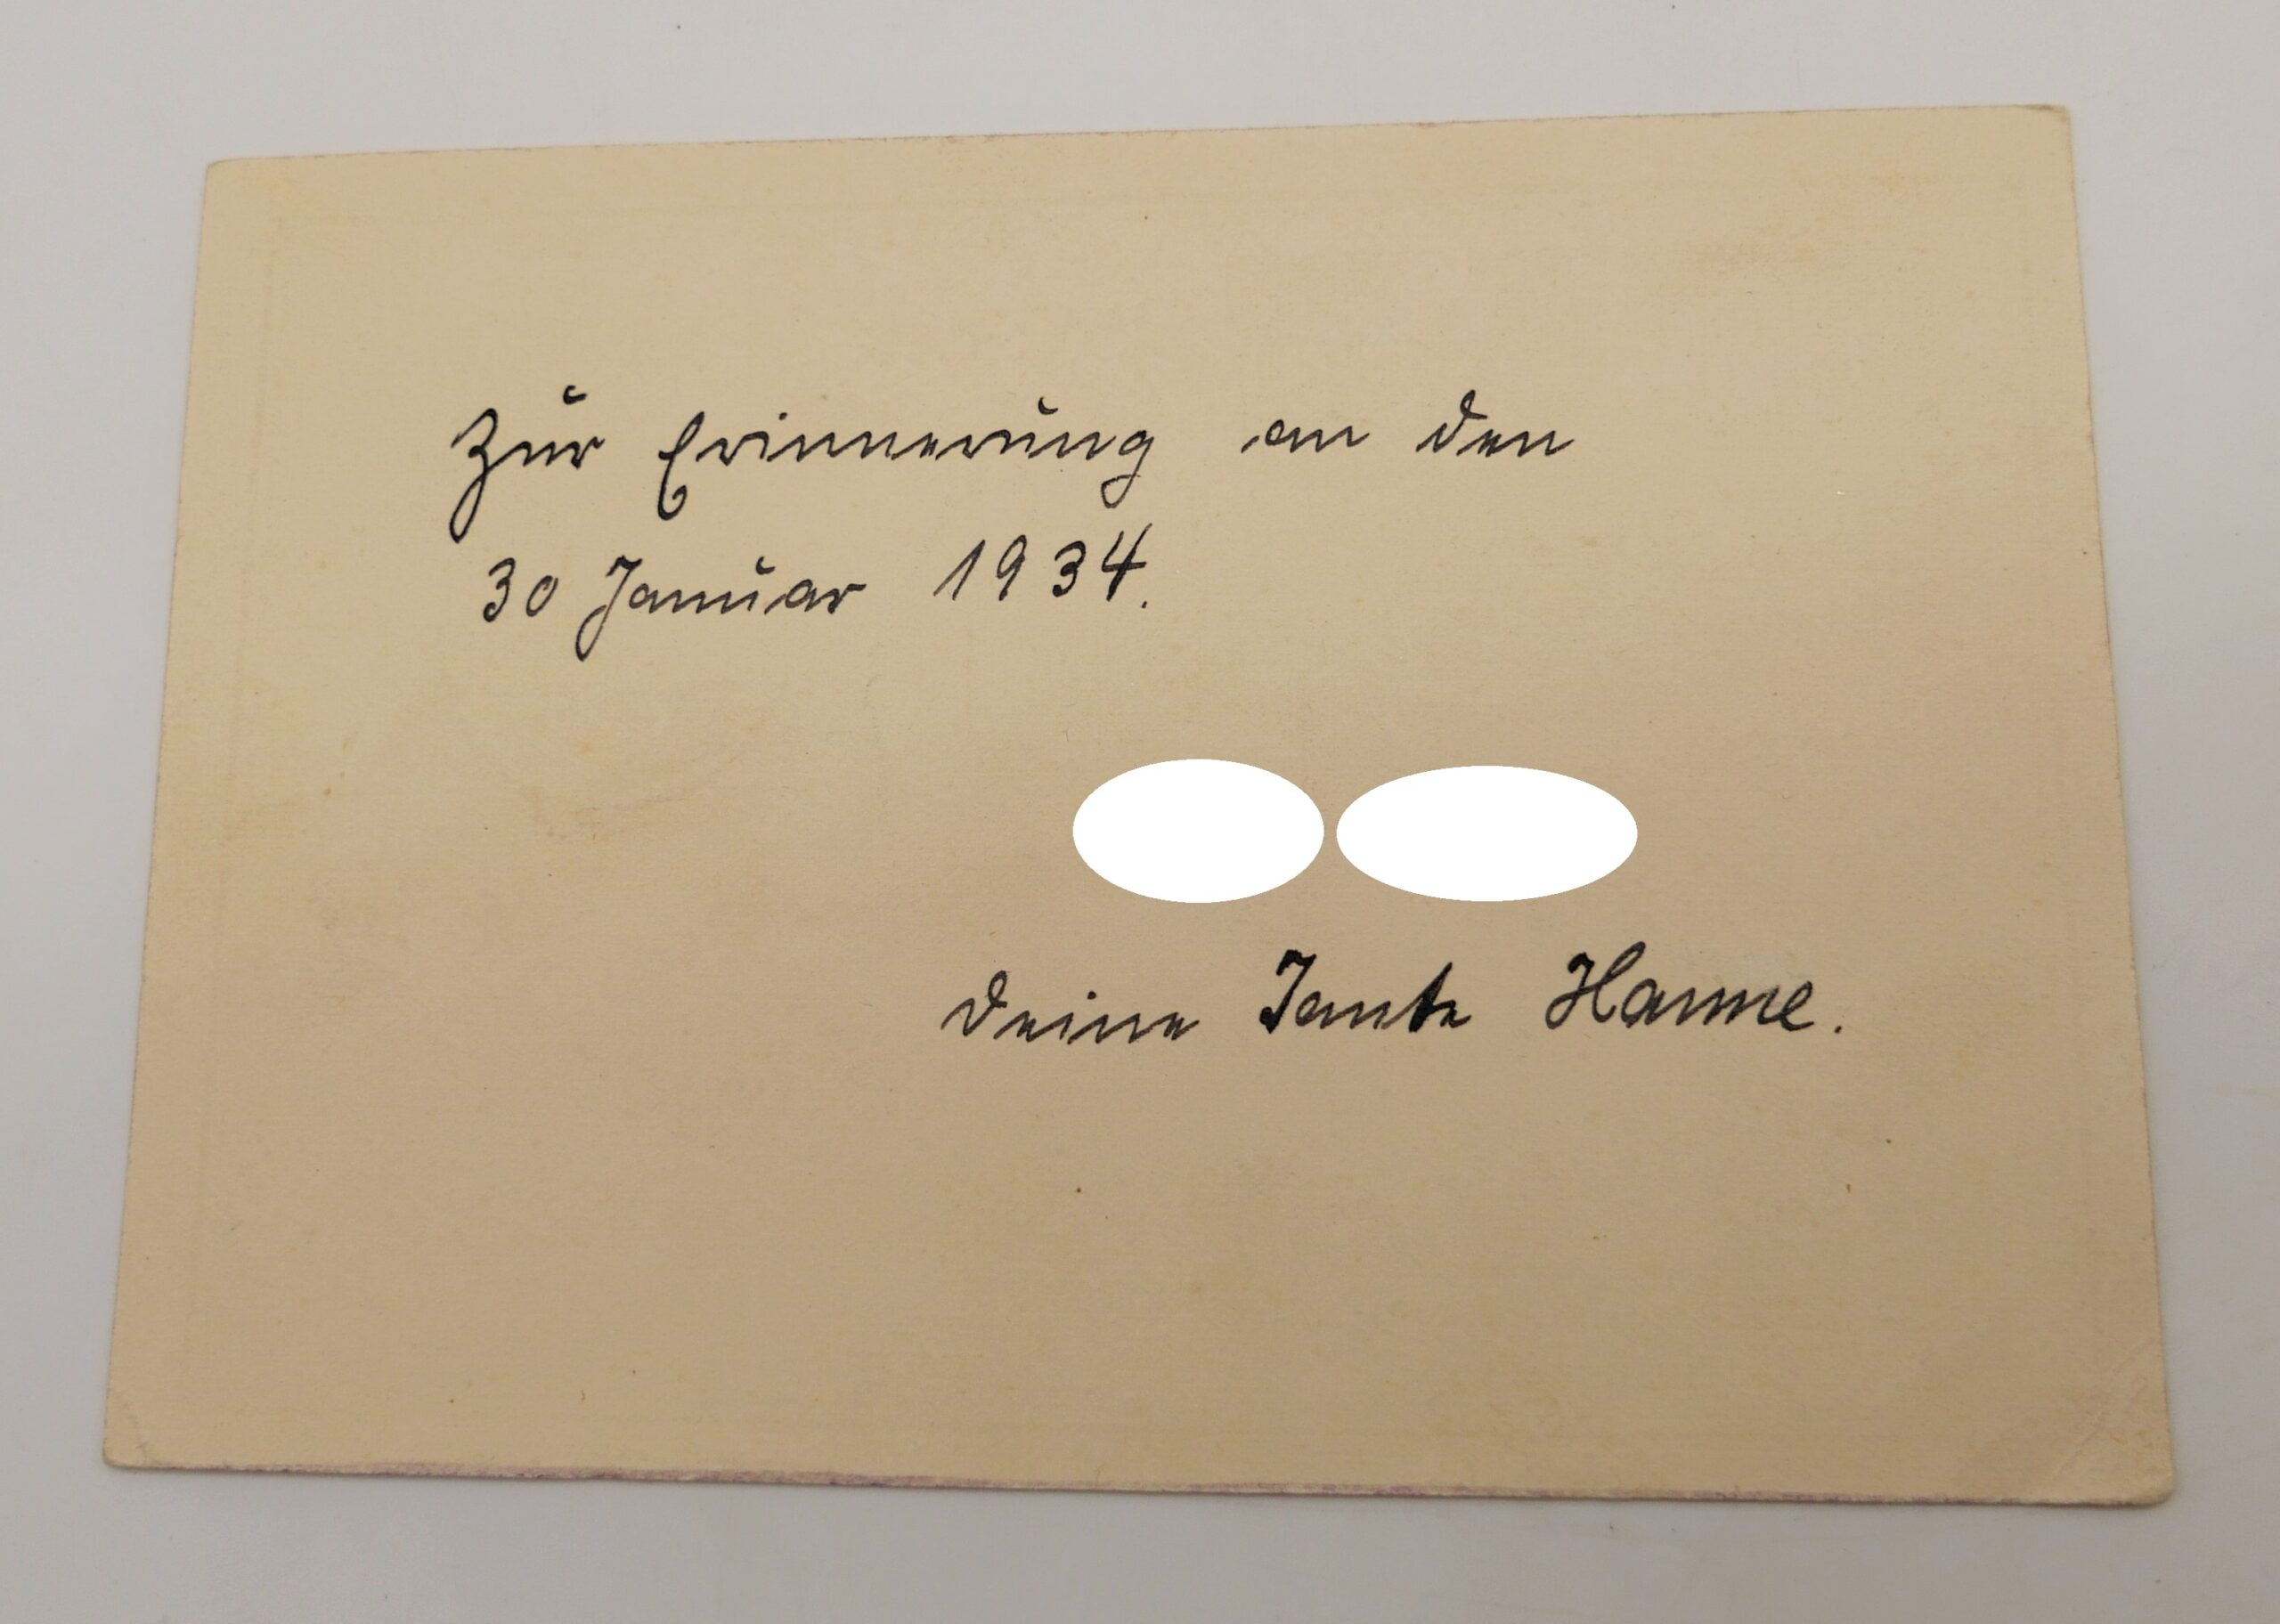 Zur Erinnerung an den
30 Januar 1934.
Deine Tante Hanne.